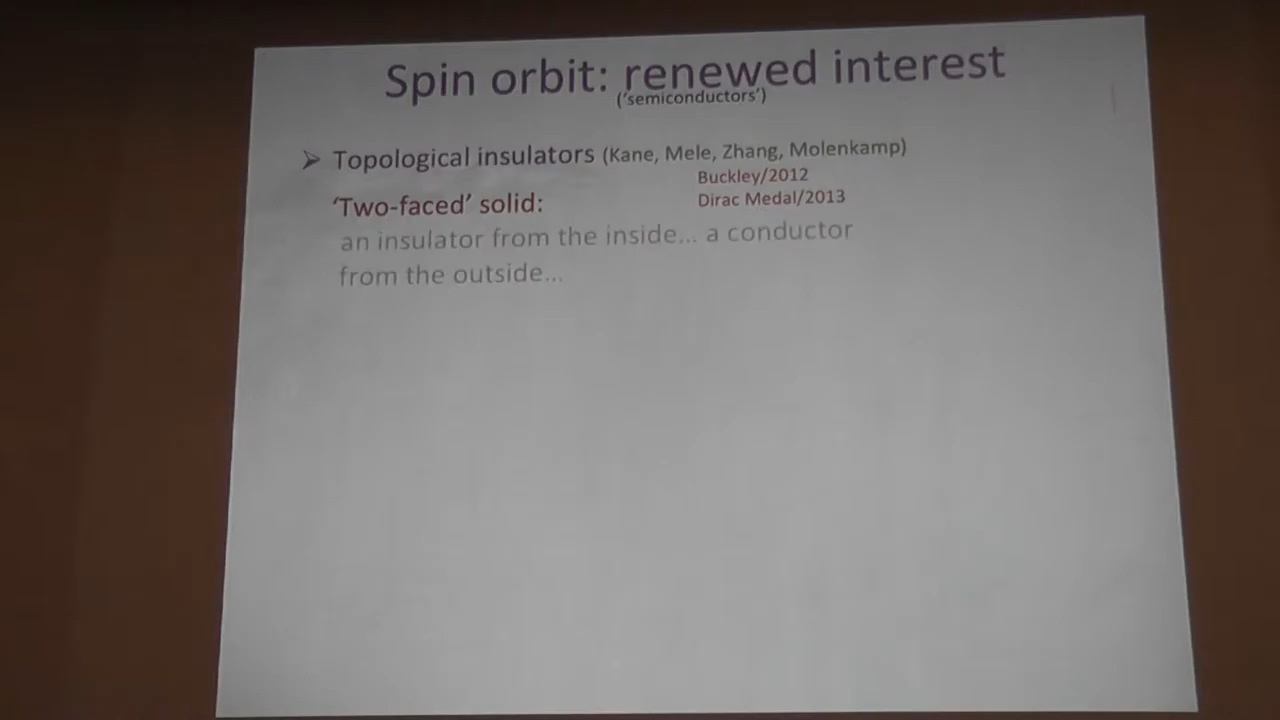 Spin orbit: renewed interest
('semiconductors')
➢ Topological insulators (Kane, Mele, Zhang, Molenkamp)
Buckley/2012
Dirac Medal/2013
'Two-faced' solid:
an insulator from the inside... a conductor
from the outside...